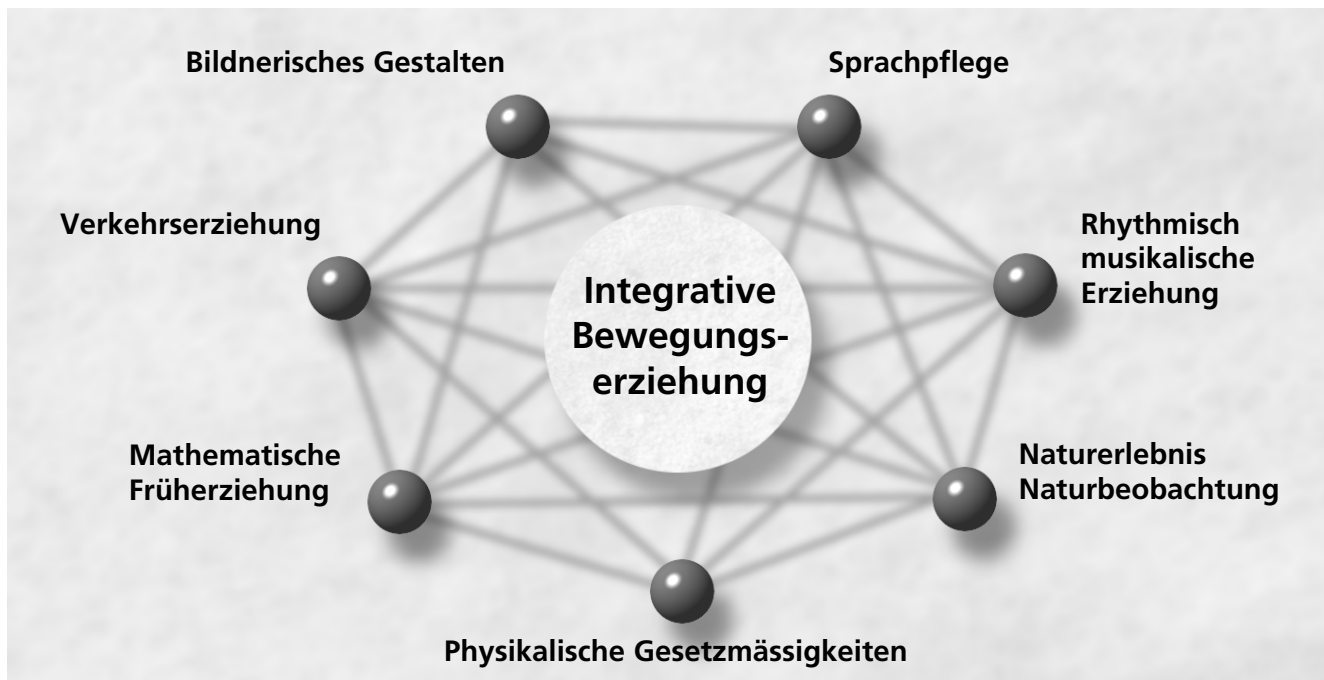 Bildnerisches Gestalten
Sprachpflege
Verkehrserziehung
Rhythmisch
musikalische
Erziehung
Integrative
Bewegungs-
erziehung
Mathematische
Früherziehung
Naturerlebnis
Naturbeobachtung
Physikalische Gesetzmässigkeiten